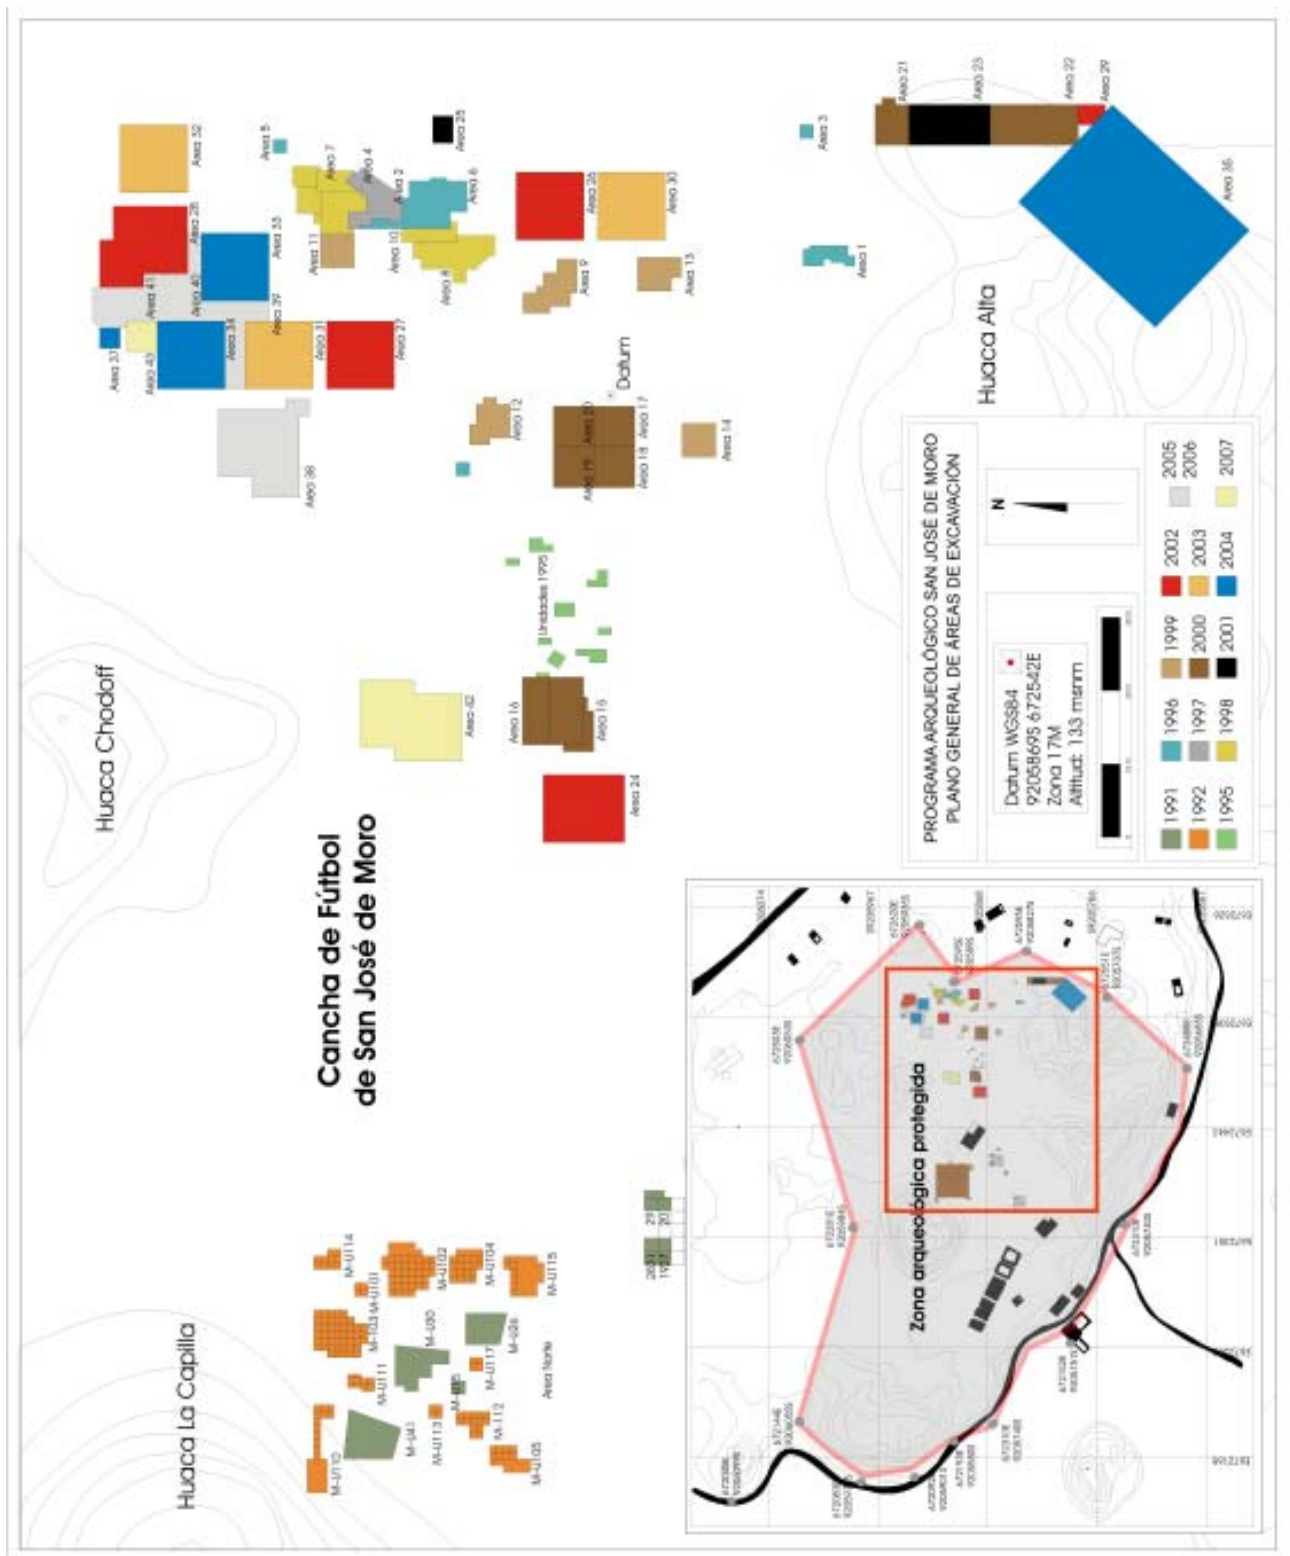 Huaca La Capilla
Huaca Chodoff
Cancha de Fútbol
de San José de Moro
Huaca Alta
M-U110
M-U41
M-U111
M-103
M-U101
M-U114
M-U113
M-U15
M-U30
M-U102
M-112
M-U117
M-U104
M-U105
M-U26
M-U115
Area Norte
29
20
Area 24
Area 42
Area 16
Area 15
Unidades 1995
Area 38
Area 12
Area 19
Area 20
Area 18
Area 17
Area 14
Datum
Area 37
Area 43
Area 34
Area 31
Area 27
Area 41
Area 40
Area 39
Area 28
Area 33
Area 32
Area 5
Area 7
Area 4
Area 2
Area 11
Area 10
Area 8
Area 6
Area 25
Area 9
Area 13
Area 26
Area 30
Area 3
Area 1
Area 21
Area 23
Area 22
Area 29
Area 35
PROGRAMA ARQUEOLÓGICO SAN JOSÉ DE MORO
PLANO GENERAL DE ÁREAS DE EXCAVACIÓN
N
Datum WGS84
92058695 672542E
Zona 17M
Altitud: 133 msnm
1991 1996 1999 2002 2005
1992 1997 2000 2003 2006
1995 1998 2001 2004 2007
Zona arqueológica protegida